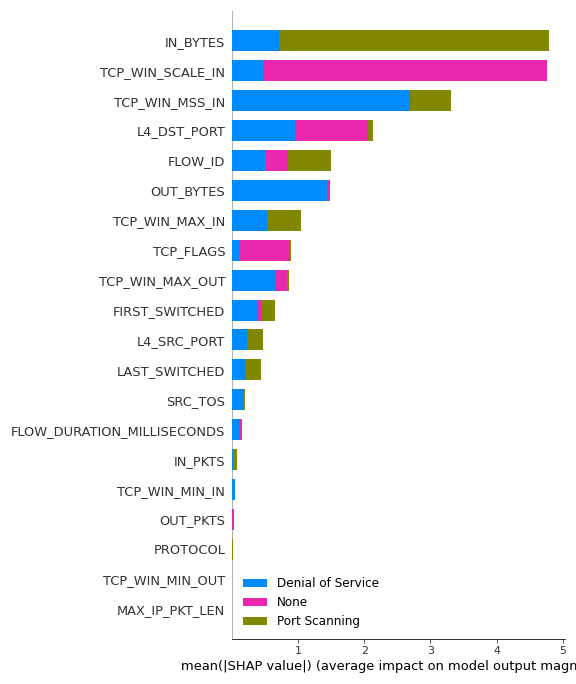 IN_BYTES
TCP_WIN_SCALE_IN
TCP_WIN_MSS_IN
L4_DST_PORT
FLOW_ID
OUT_BYTES
TCP_WIN_MAX_IN
TCP_FLAGS
TCP_WIN_MAX_OUT
FIRST_SWITCHED
L4_SRC_PORT
LAST_SWITCHED
SRC_TOS
FLOW_DURATION_MILLISECONDS
IN_PKTS
TCP_WIN_MIN_IN
OUT_PKTS
PROTOCOL
TCP_WIN_MIN_OUT
MAX_IP_PKT_LEN
Denial of Service
None
Port Scanning
1 2 3 4 5
mean(|SHAP value|) (average impact on model output magn